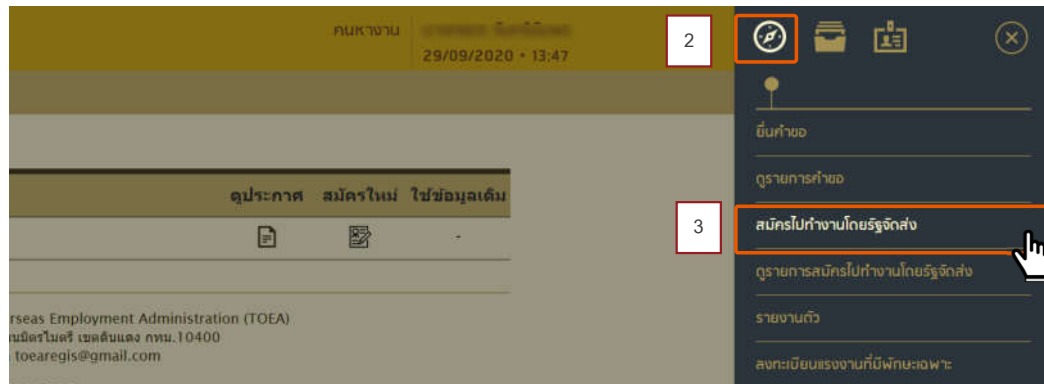 ค้นหางาน
29/09/2020 • 13:47
2
ยื่นคำขอ
ดูรายการคำขอ
ดูประกาศ สมัครใหม่ ใช้ข้อมูลเดิม
3
สมัครไปทำงานโดยรัฐจัดส่ง
-
ดูรายการสมัครไปทำงานโดยรัฐจัดส่ง
rseas Employment Administration (TOEA)
รายงานตัว
นมิตรไมตรี เขตดินแดง กทม.10400
toearegis@gmail.com
ลงทะเบียนแรงงานที่มีทักษะเฉพาะ